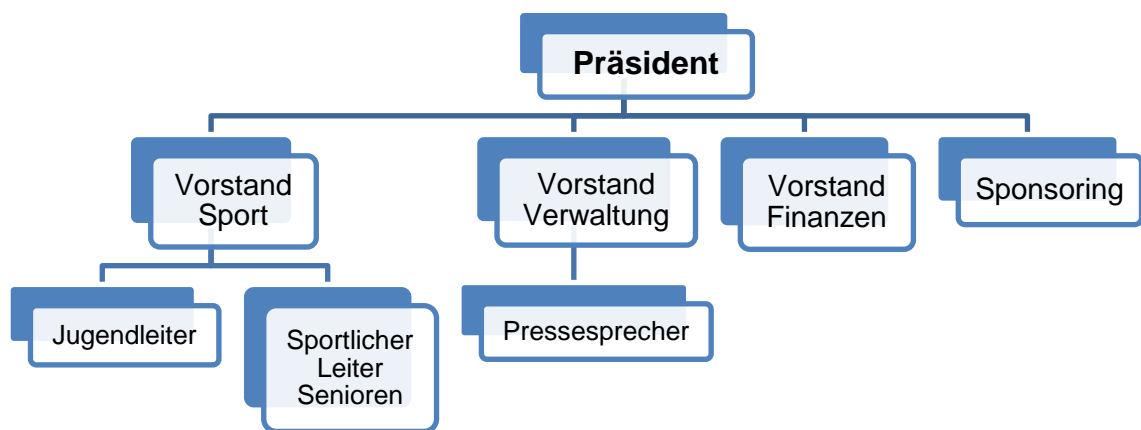 Präsident
Vorstand
Sport
Vorstand
Verwaltung
Vorstand
Finanzen
Sponsoring
Jugendleiter
Sportlicher
Leiter
Senioren
Pressesprecher